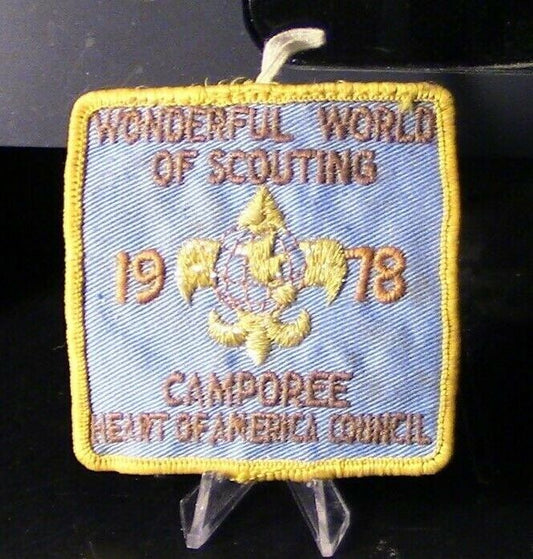 WONDERFUL WORLD
OF SCOUTING
19 78
CAMPOREE
HEART OF AMERICA COUNCIL